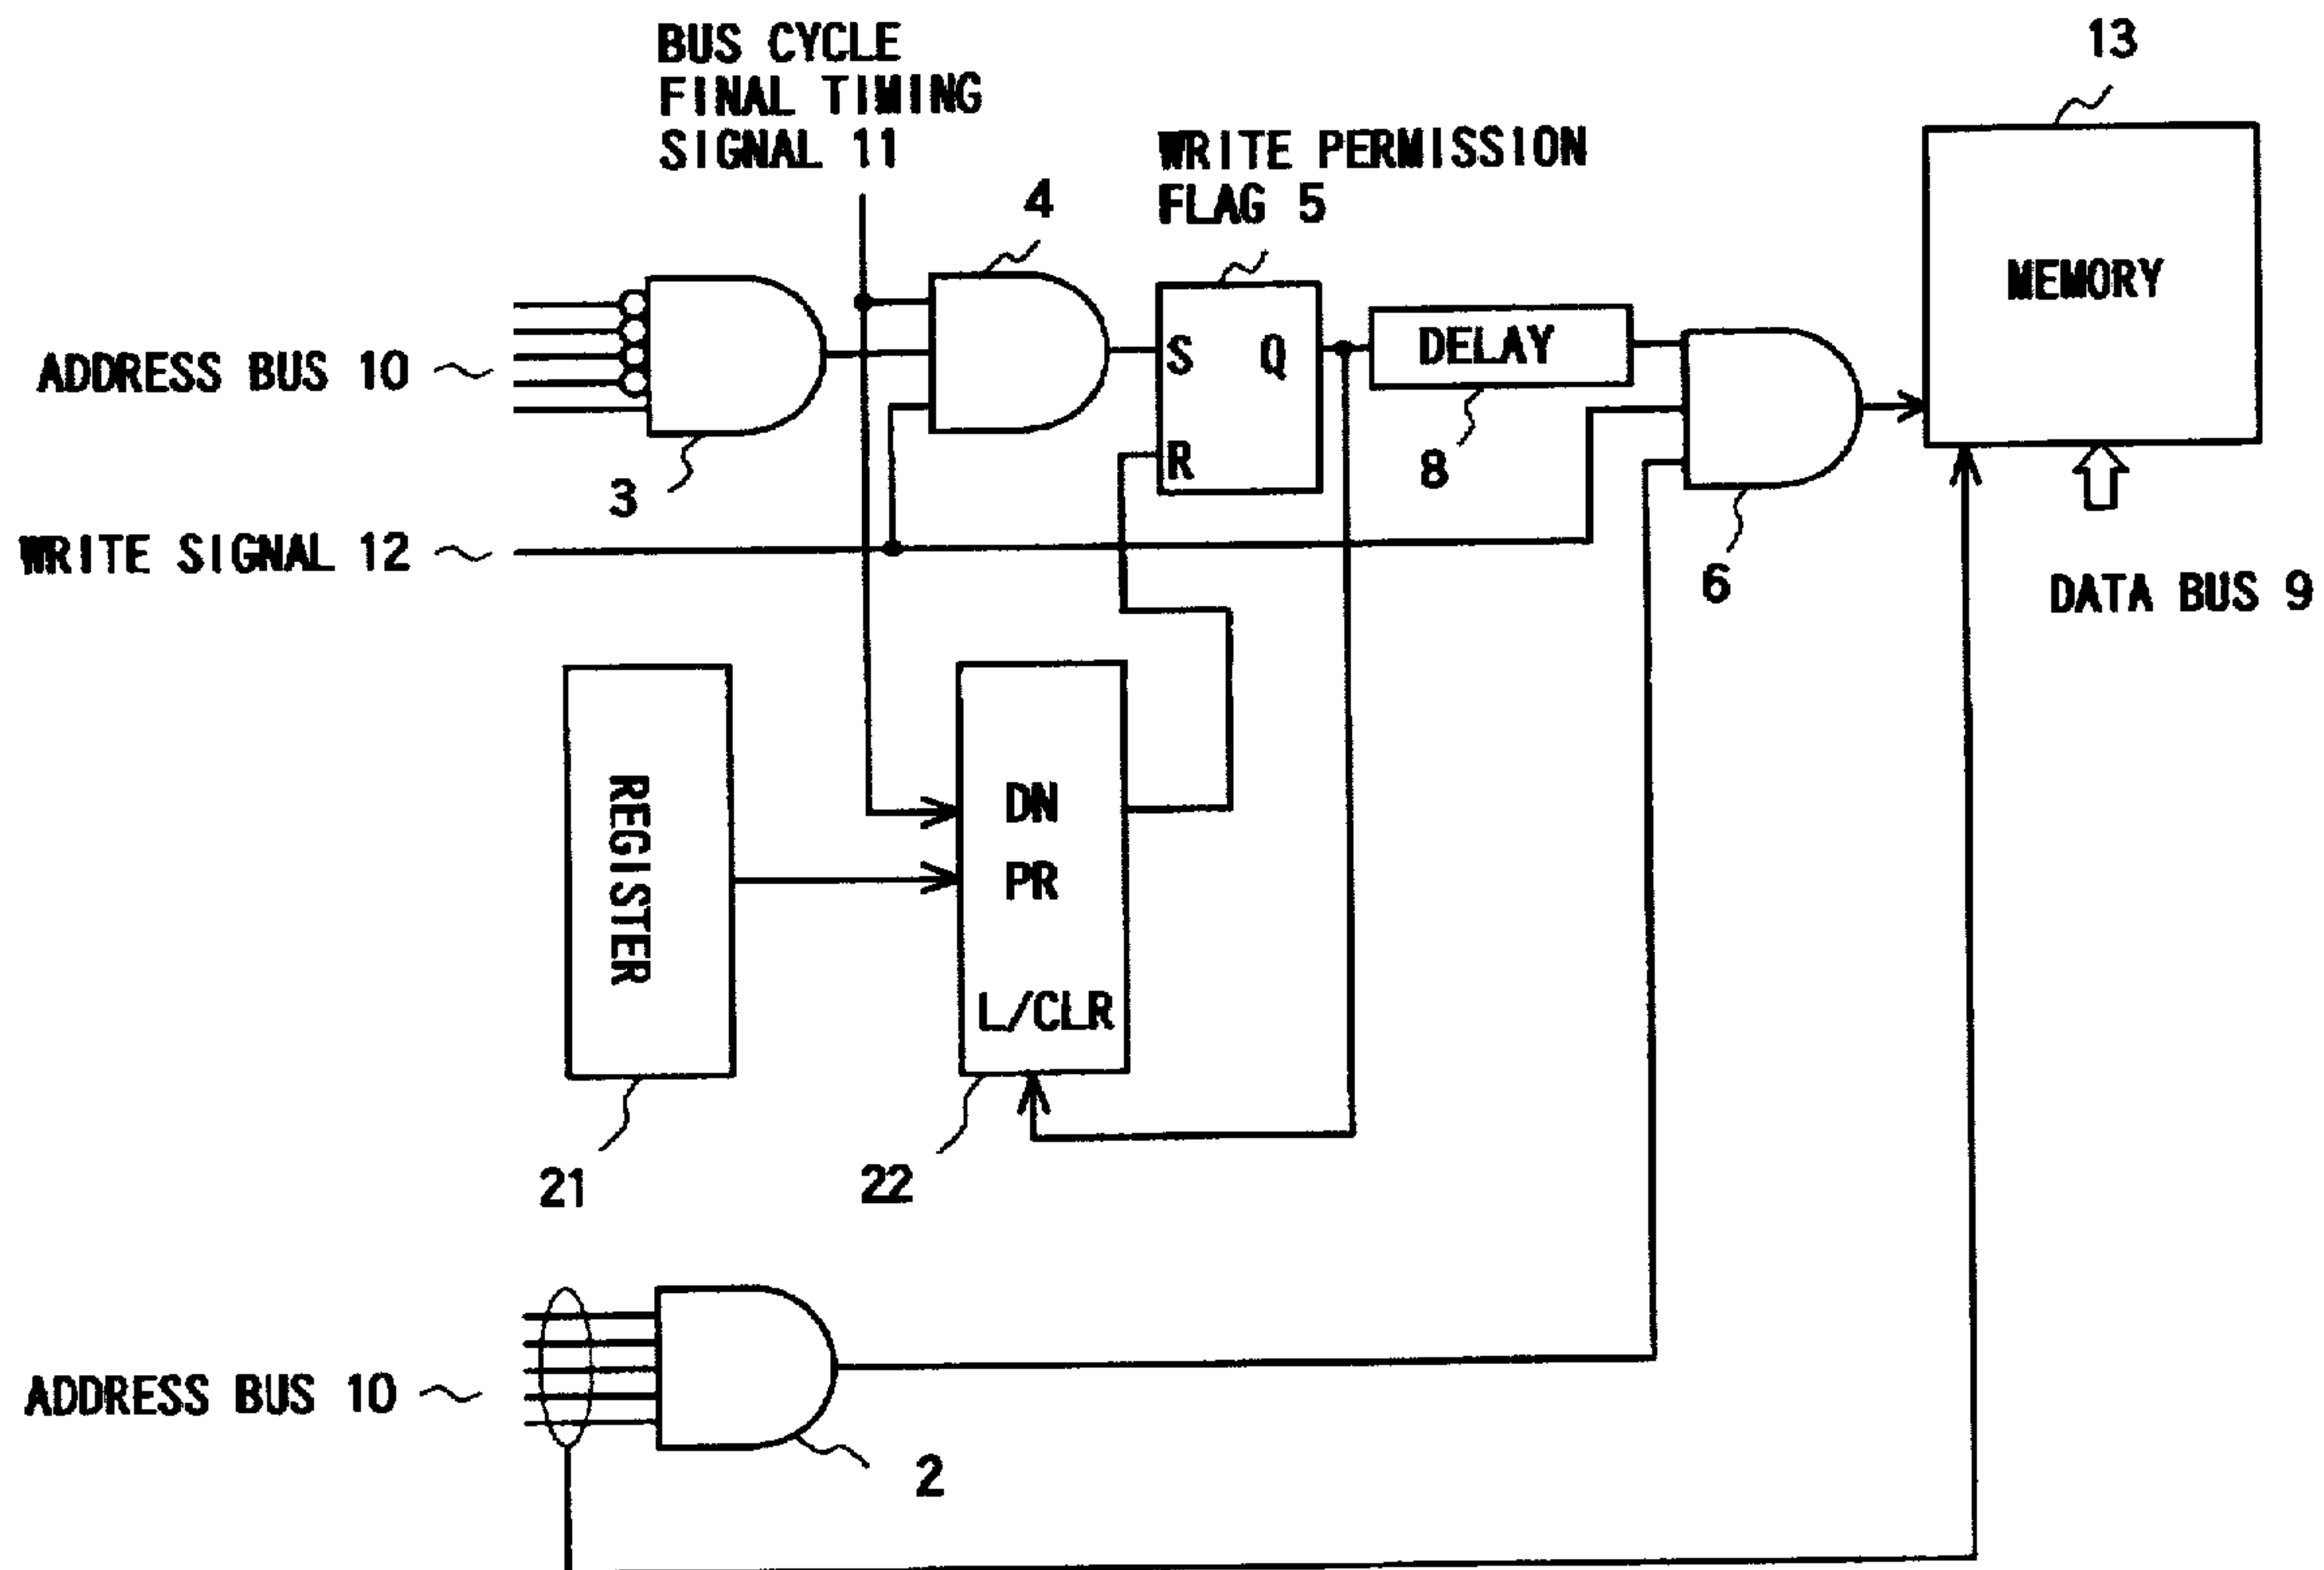 BUS CYCLE
FINAL TIMING
SIGNAL 11
13
WRITE PERMISSION
FLAG 5
4
MEMORY
ADDRESS BUS 10
S Q
DELAY
R
3
8
WRITE SIGNAL 12
6
DATA BUS 9
REGISTER
DN
PR
L/CLR
21
22
ADDRESS BUS 10
2